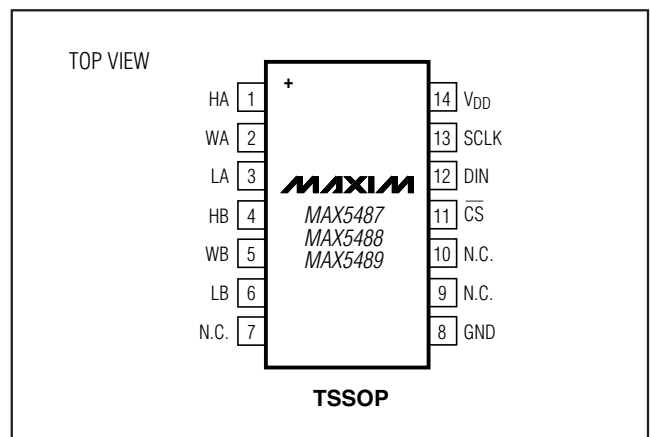 TOP VIEW
+
HA 1
WA 2
LA 3
HB 4
WB 5
LB 6
N.C. 7
MAXIM
MAX5487
MAX5488
MAX5489
14 VDD
13 SCLK
12 DIN
11 C̅S̅
10 N.C.
9 N.C.
8 GND
TSSOP